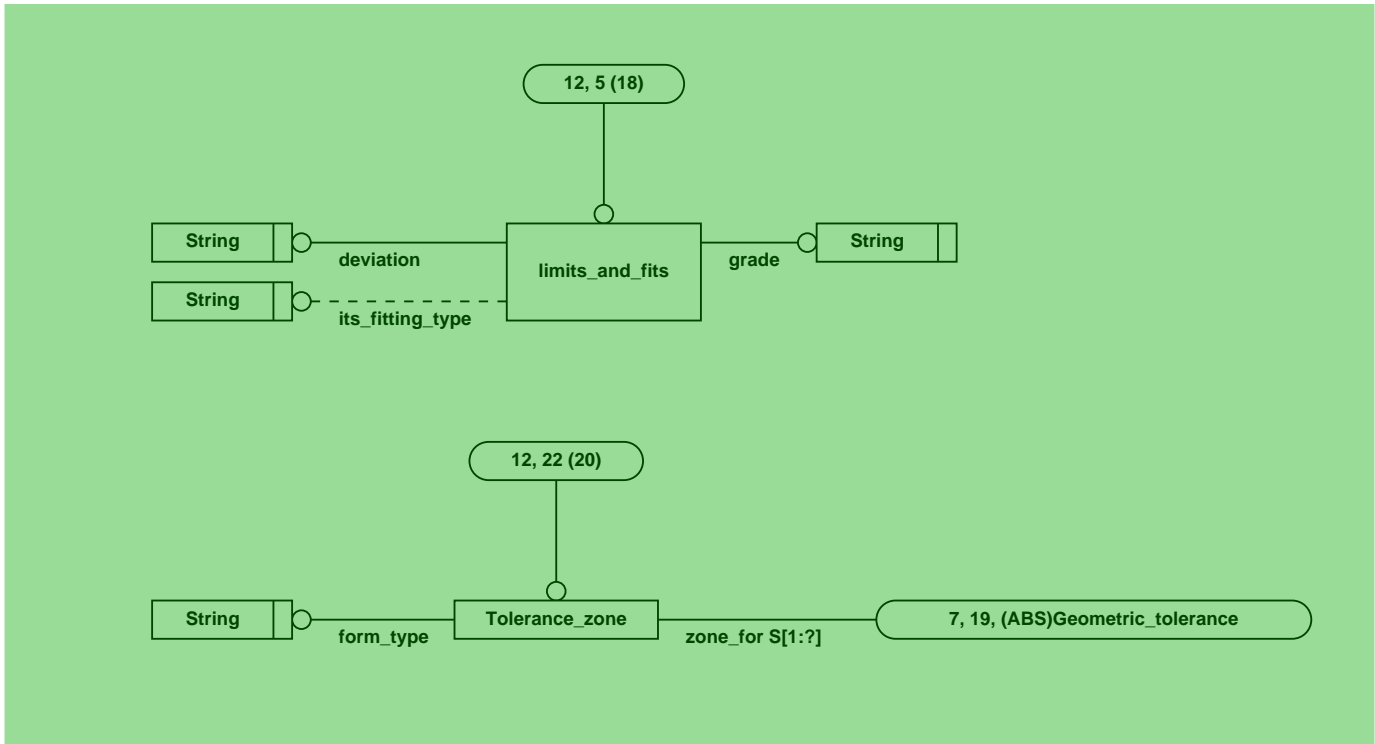 12, 5 (18)
String
deviation
limits_and_fits
grade
String
String
its_fitting_type
12, 22 (20)
String
form_type
Tolerance_zone
zone_for S[1:?]
7, 19, (ABS)Geometric_tolerance